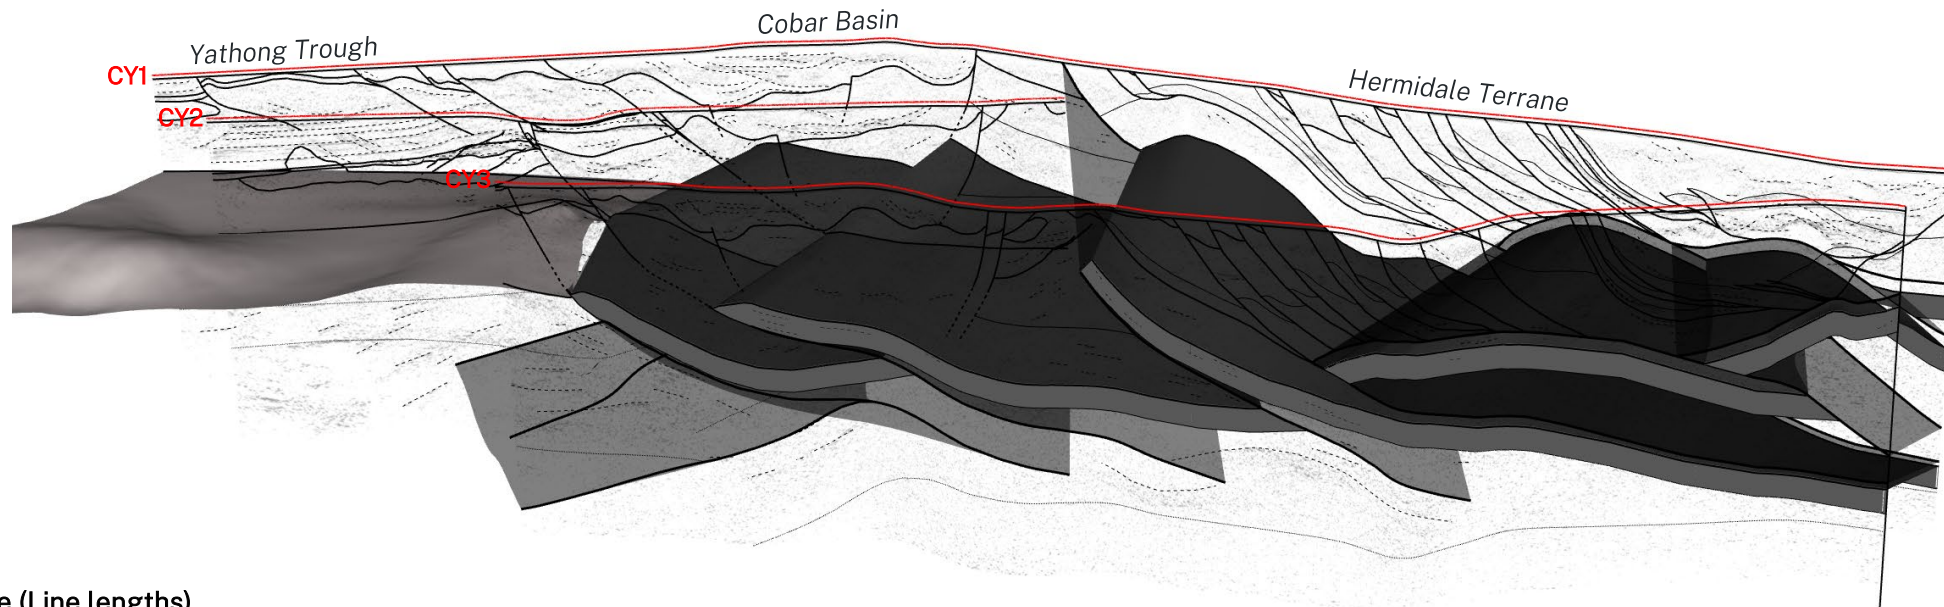 Cobar Basin
Yathong Trough
CY1
Hermidale Terrane
CY2
CY3
e (Line lengths)